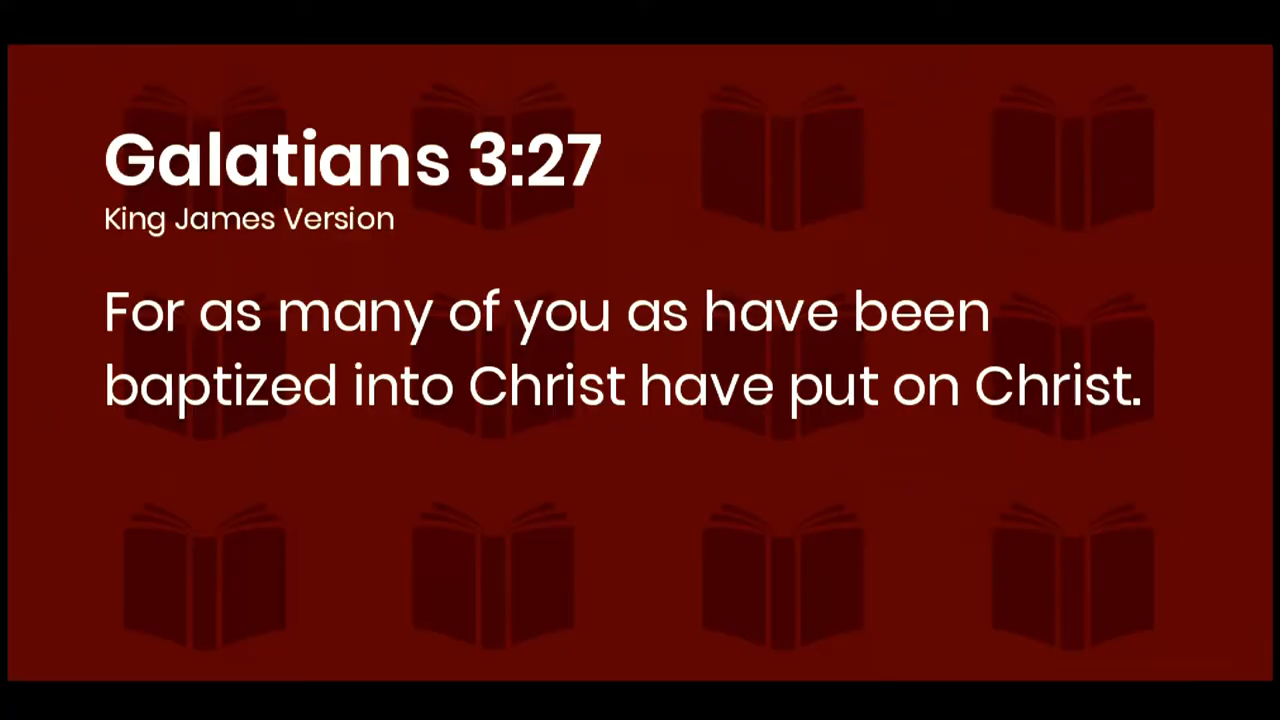 Galatians 3:27
King James Version
For as many of you as have been
baptized into Christ have put on Christ.